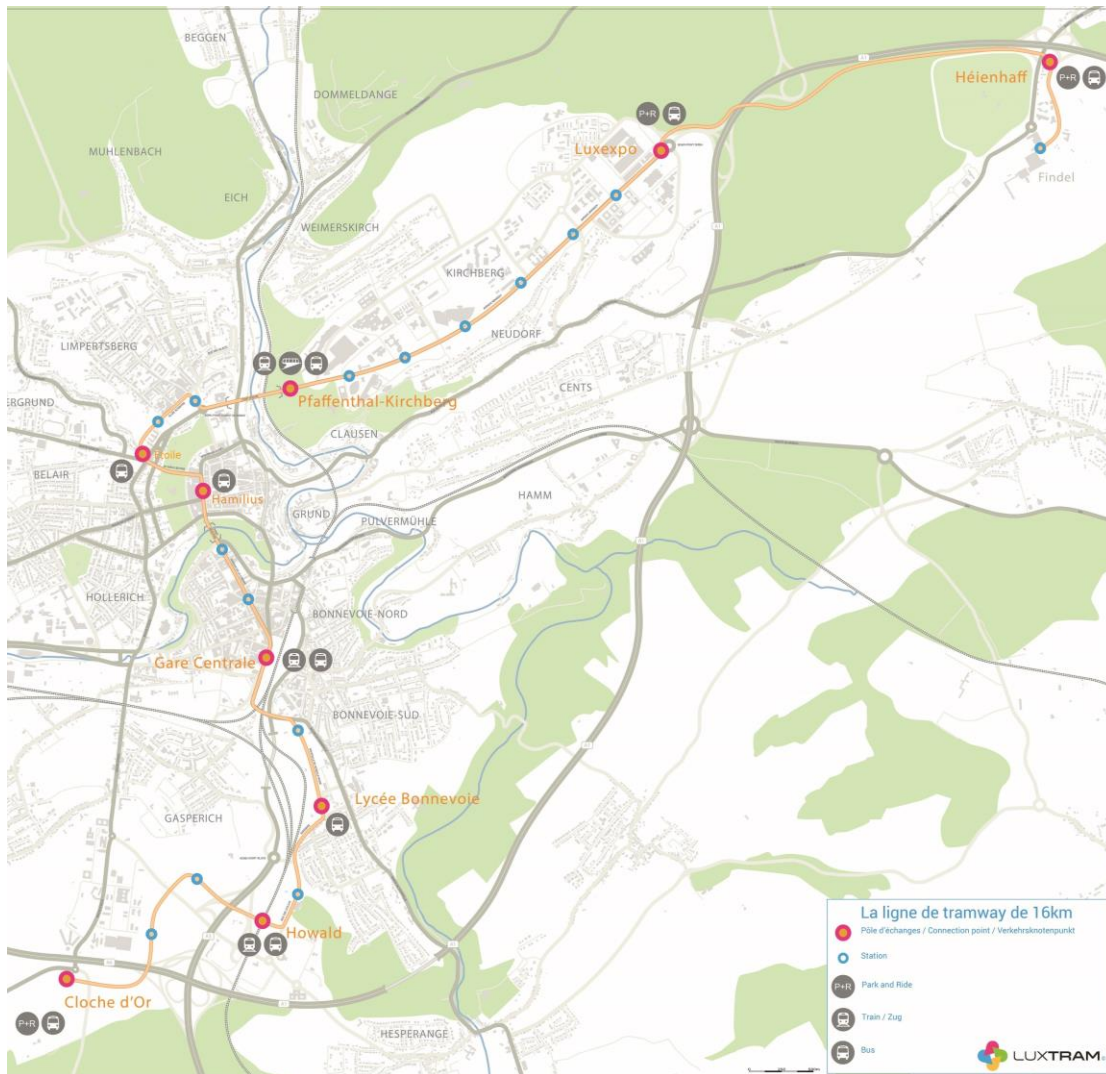 BEGGEN
DOMMELDANGE
MUHLENBACH
EICH
WEIMERSKIRCH
Héienhaff
P+R
P+R
Luxexpo
Findel
KIRCHBERG
NEUDORF
LIMPERTSBERG
Pfaffenthal-Kirchberg
CENTS
ERGRUND
CLAUSEN
Etoile
BELAIR
Hamilius
HAMM
GRUND
PULVERMÜHLE
HOLLERICH
BONNEVOIE-NORD
Gare Centrale
BONNEVOIE-SUD
Lycée Bonnevoie
GASPERICH
Howald
Cloche d'Or
P+R
HESPERANGE
La ligne de tramway de 16km
Pôle d'échanges / Connection point / Verkehrsknotenpunkt
Station
P+R
Park and Ride
Train / Zug
Bus
LUXTRAM